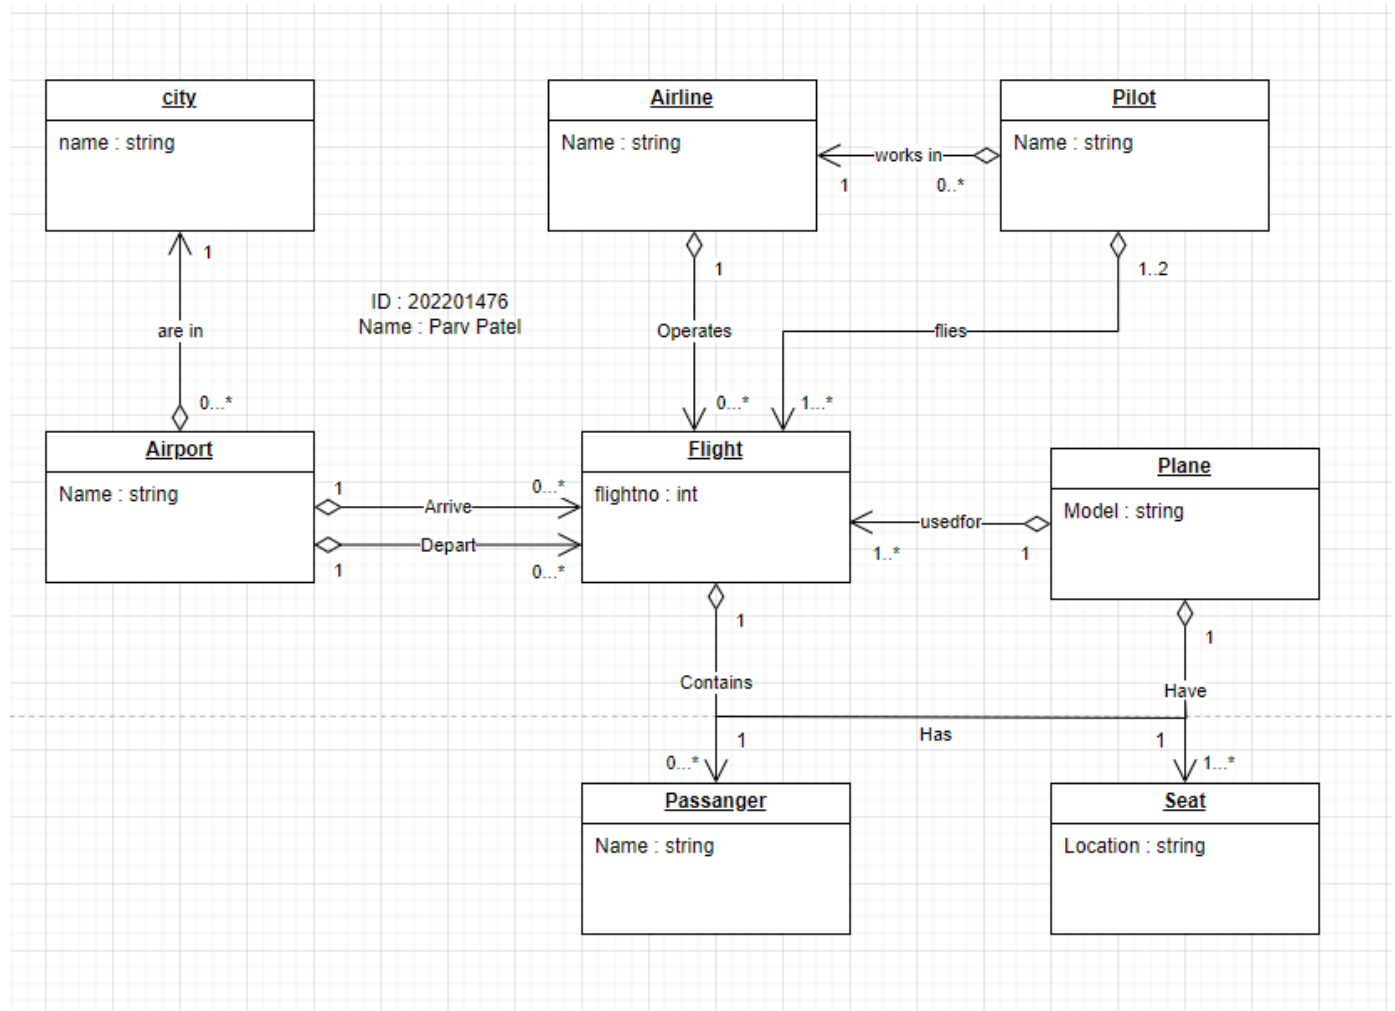 city
name : string
Airline
Name : string
Pilot
Name : string
works in
1
0..*
1
1
1..2
ID : 202201476
Name : Parv Patel
are in
Operates
flies
0...*
0...*
1...*
Airport
Name : string
Flight
flightno : int
Plane
Model : string
1
0...*
Arrive
Depart
1
0...*
usedfor
1..*
1
1
1
Contains
Have
Has
1
1
0...*
1...*
Passanger
Name : string
Seat
Location : string